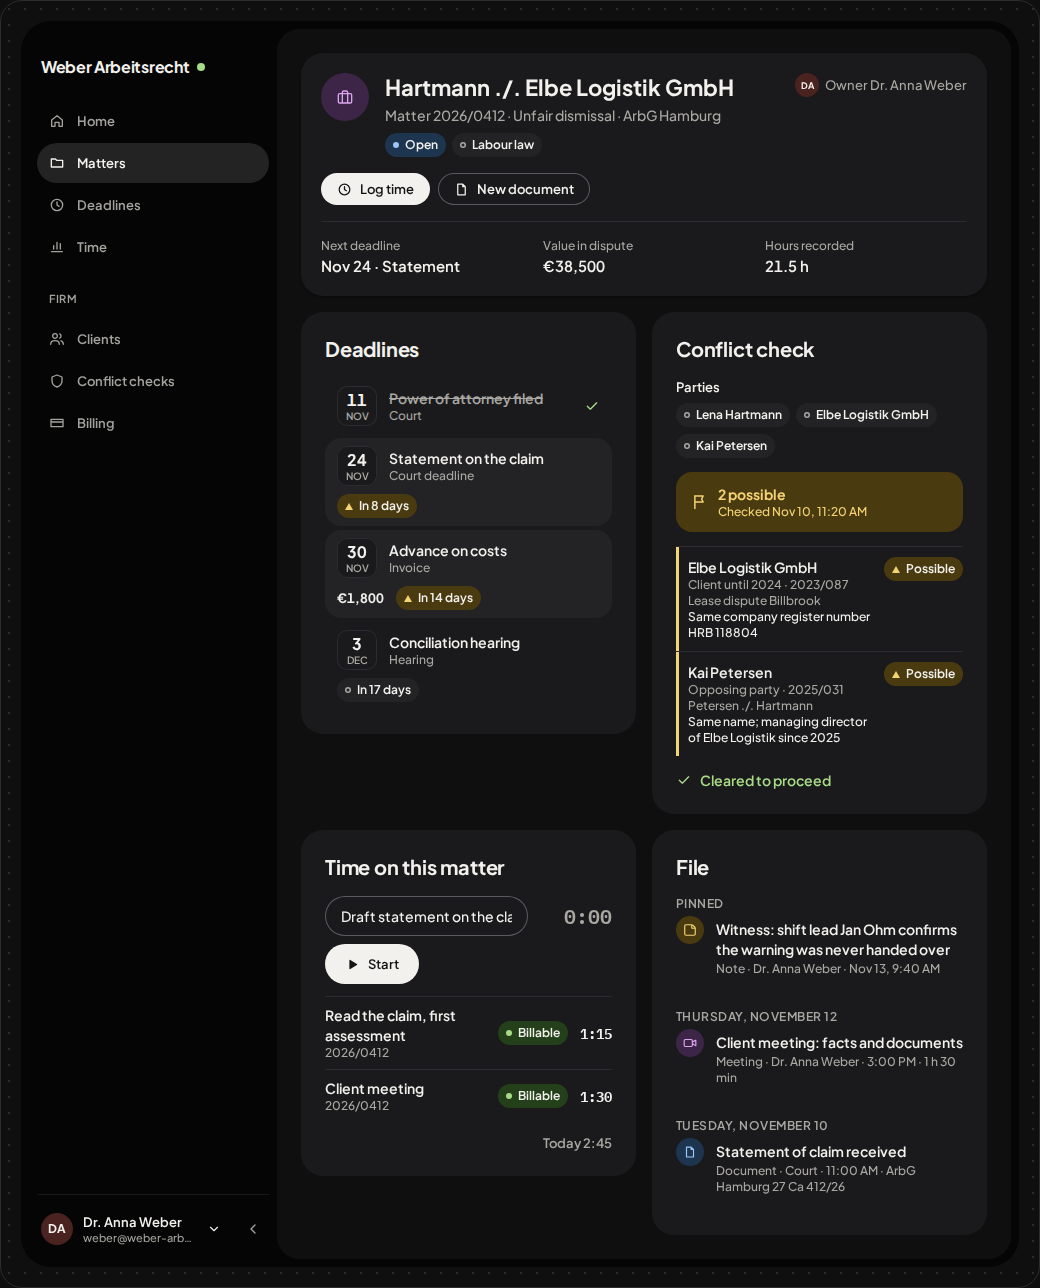 Weber Arbeitsrecht
Home
Matters
Deadlines
Time
FIRM
Clients
Conflict checks
Billing
DA
Dr. Anna Weber
weber@weber-arb…
Hartmann ./. Elbe Logistik GmbH
Matter 2026/0412 · Unfair dismissal · ArbG Hamburg
Open
Labour law
DA
Owner Dr. Anna Weber
Log time
New document
Next deadline
Nov 24 · Statement
Value in dispute
€38,500
Hours recorded
21.5 h
Deadlines
11
NOV
Power of attorney filed
Court
24
NOV
Statement on the claim
Court deadline
In 8 days
30
NOV
Advance on costs
Invoice
€1,800
In 14 days
3
DEC
Conciliation hearing
Hearing
In 17 days
Conflict check
Parties
Lena Hartmann
Elbe Logistik GmbH
Kai Petersen
2 possible
Checked Nov 10, 11:20 AM
Elbe Logistik GmbH
Possible
Client until 2024 · 2023/087
Lease dispute Billbrook
Same company register number
HRB 118804
Kai Petersen
Possible
Opposing party · 2025/031
Petersen ./. Hartmann
Same name; managing director
of Elbe Logistik since 2025
Cleared to proceed
Time on this matter
Draft statement on the cla
0:00
Start
Read the claim, first
assessment
2026/0412
Billable
1:15
Client meeting
2026/0412
Billable
1:30
Today 2:45
File
PINNED
Witness: shift lead Jan Ohm confirms
the warning was never handed over
Note · Dr. Anna Weber · Nov 13, 9:40 AM
THURSDAY, NOVEMBER 12
Client meeting: facts and documents
Meeting · Dr. Anna Weber · 3:00 PM · 1 h 30
min
TUESDAY, NOVEMBER 10
Statement of claim received
Document · Court · 11:00 AM · ArbG
Hamburg 27 Ca 412/26